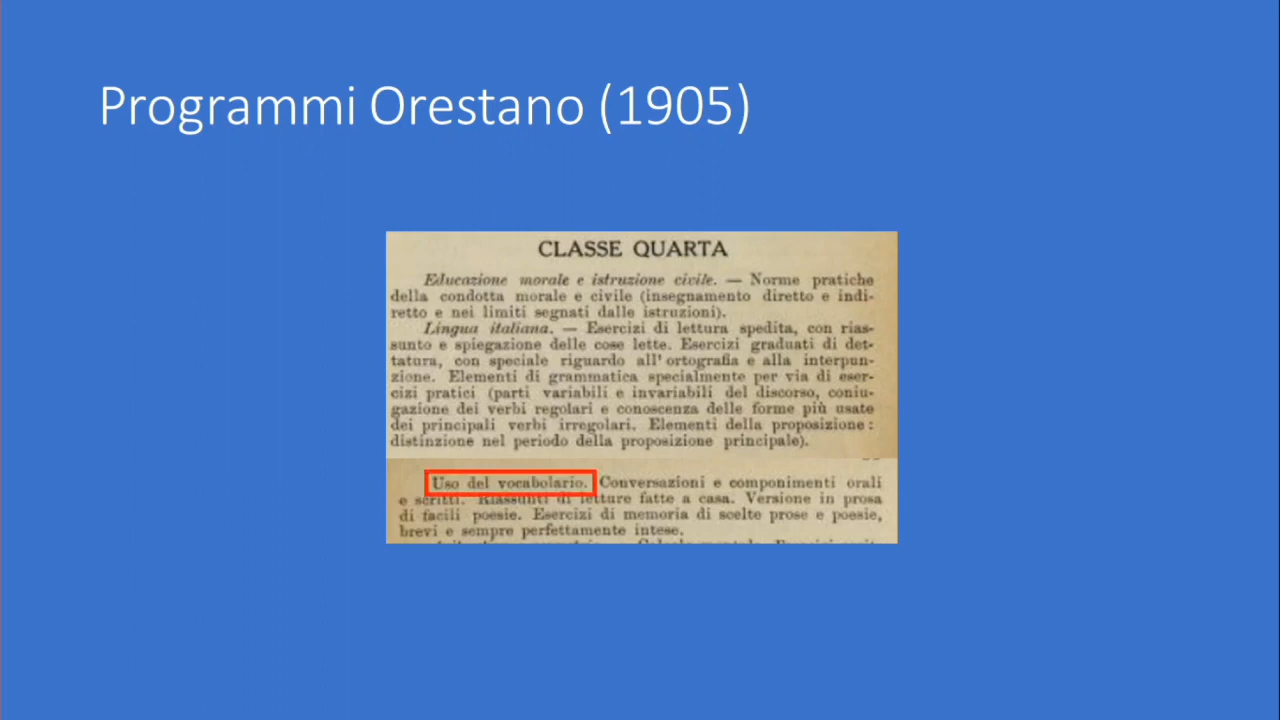 Programmi Orestano (1905)
CLASSE QUARTA
Educazione morale e istruzione civile. — Norme pratiche
della condotta morale e civile (insegnamento diretto e indi-
retto e nei limiti segnati dalle istruzioni).
Lingua italiana. — Esercizi di lettura spedita, con rias-
sunto e spiegazione delle cose lette. Esercizi graduati di det-
tatura, con speciale riguardo all' ortografia e alla interpun-
zione. Elementi di grammatica specialmente per via di eser-
cizi pratici (parti variabili e invariabili del discorso, coniu-
gazione dei verbi regolari e conoscenza delle forme più usate
dei principali verbi irregolari. Elementi della proposizione :
distinzione nel periodo della proposizione principale).
Uso del vocabolario. Conversazioni e componimenti orali
e scritti. Riassunti di letture fatte a casa. Versione in prosa
di facili poesie. Esercizi di memoria di scelte prose e poesie,
brevi e sempre perfettamente intese.